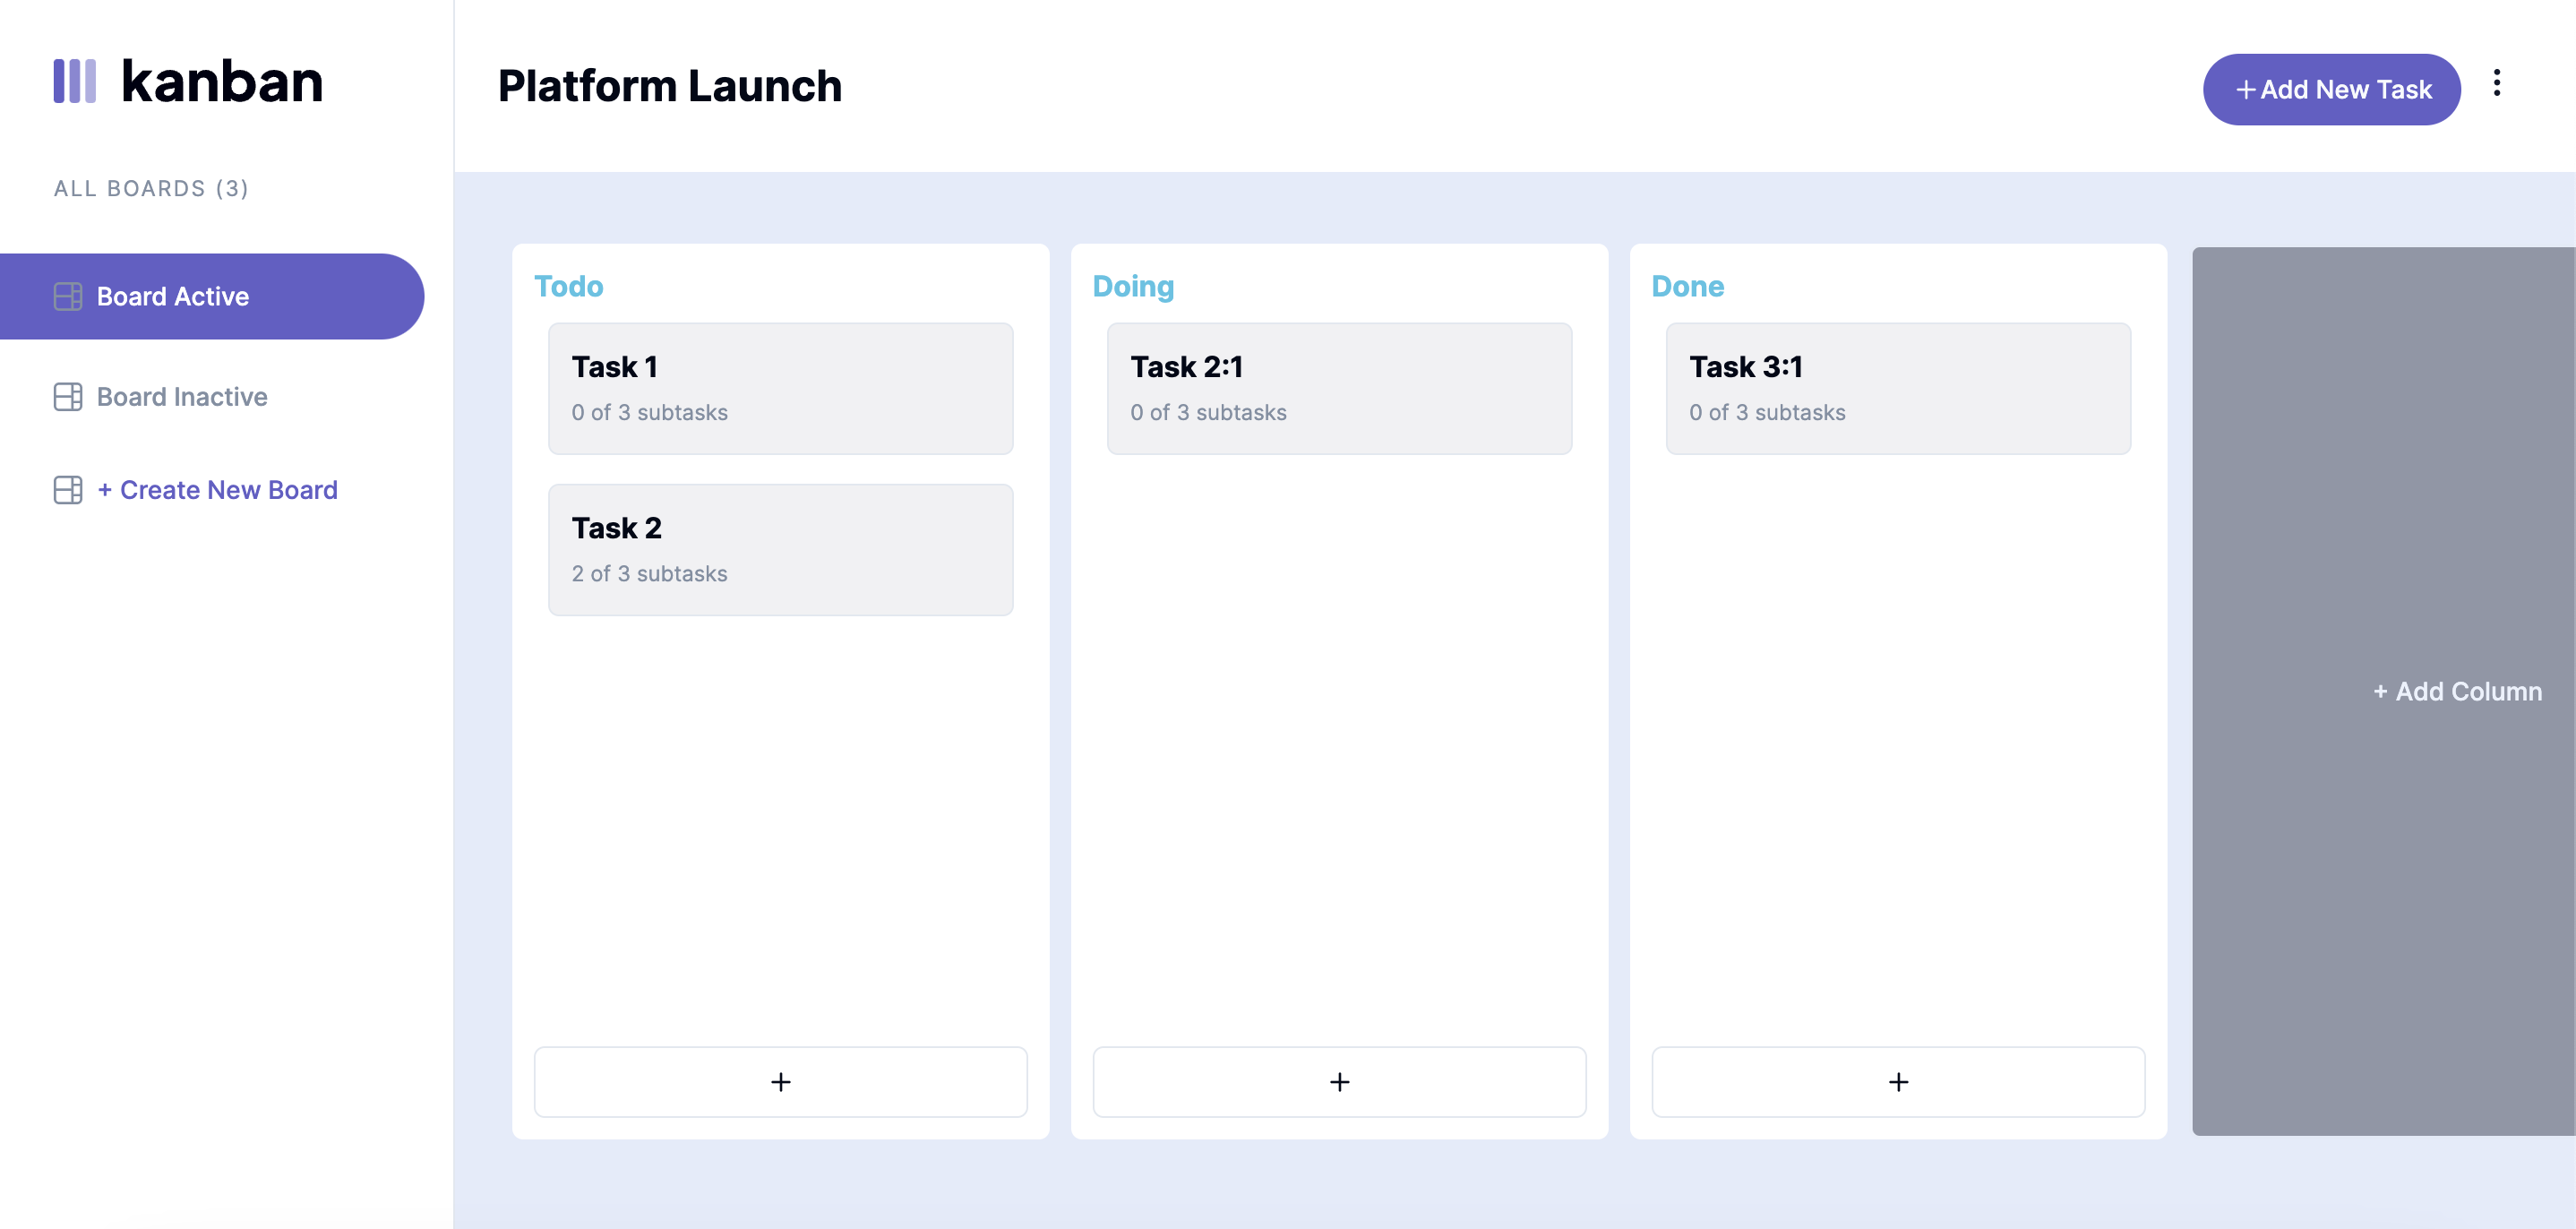 kanban
ALL BOARDS (3)
Board Active
Board Inactive
+ Create New Board
Platform Launch
+ Add New Task
Todo
Task 1
0 of 3 subtasks
Task 2
2 of 3 subtasks
+
Doing
Task 2:1
0 of 3 subtasks
+
Done
Task 3:1
0 of 3 subtasks
+
+ Add Column